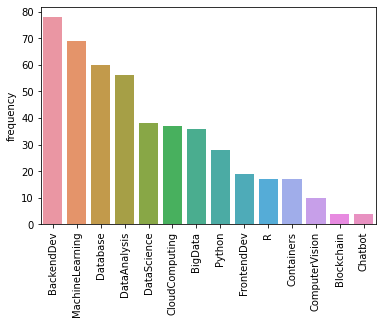 80
70
60
50
40
30
20
10
0
frequency
BackendDev
MachineLearning
Database
DataAnalysis
DataScience
CloudComputing
BigData
Python
FrontendDev
R
Containers
ComputerVision
Blockchain
Chatbot